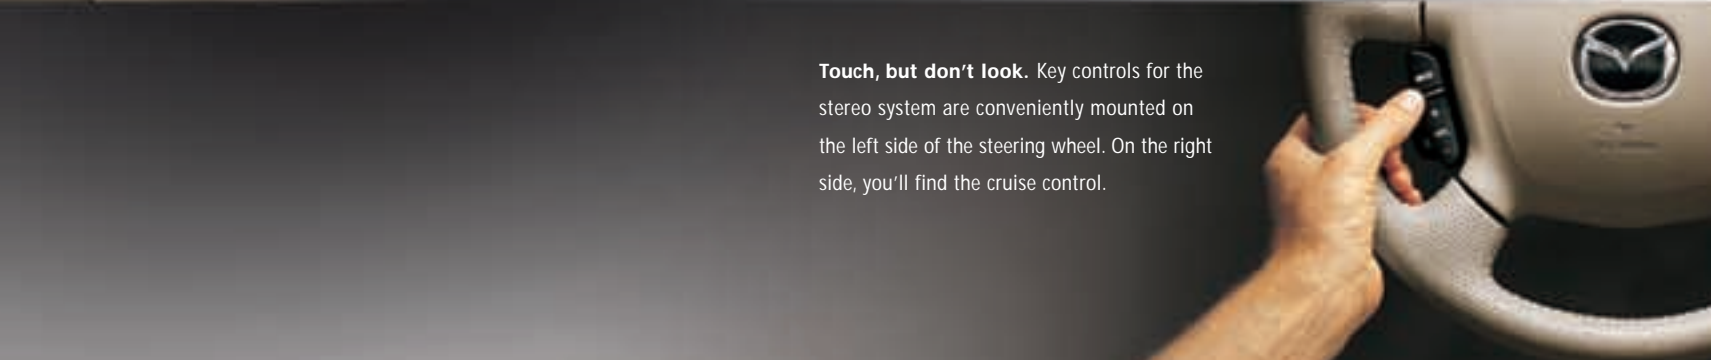 Touch, but don't look. Key controls for the
stereo system are conveniently mounted on
the left side of the steering wheel. On the right
side, you'll find the cruise control.